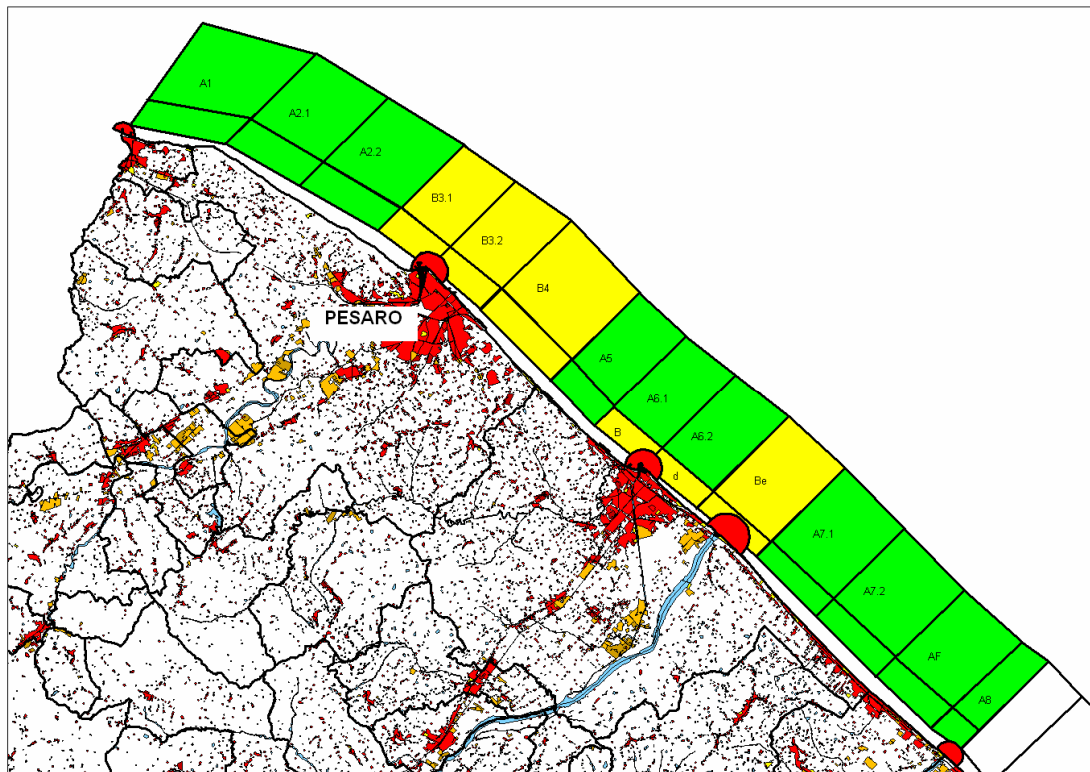 A1
A2.1
A2.2
B3.1
B3.2
B4
PESARO
A5
A6.1
A6.2
B
d
Be
A7.1
A7.2
AF
A8